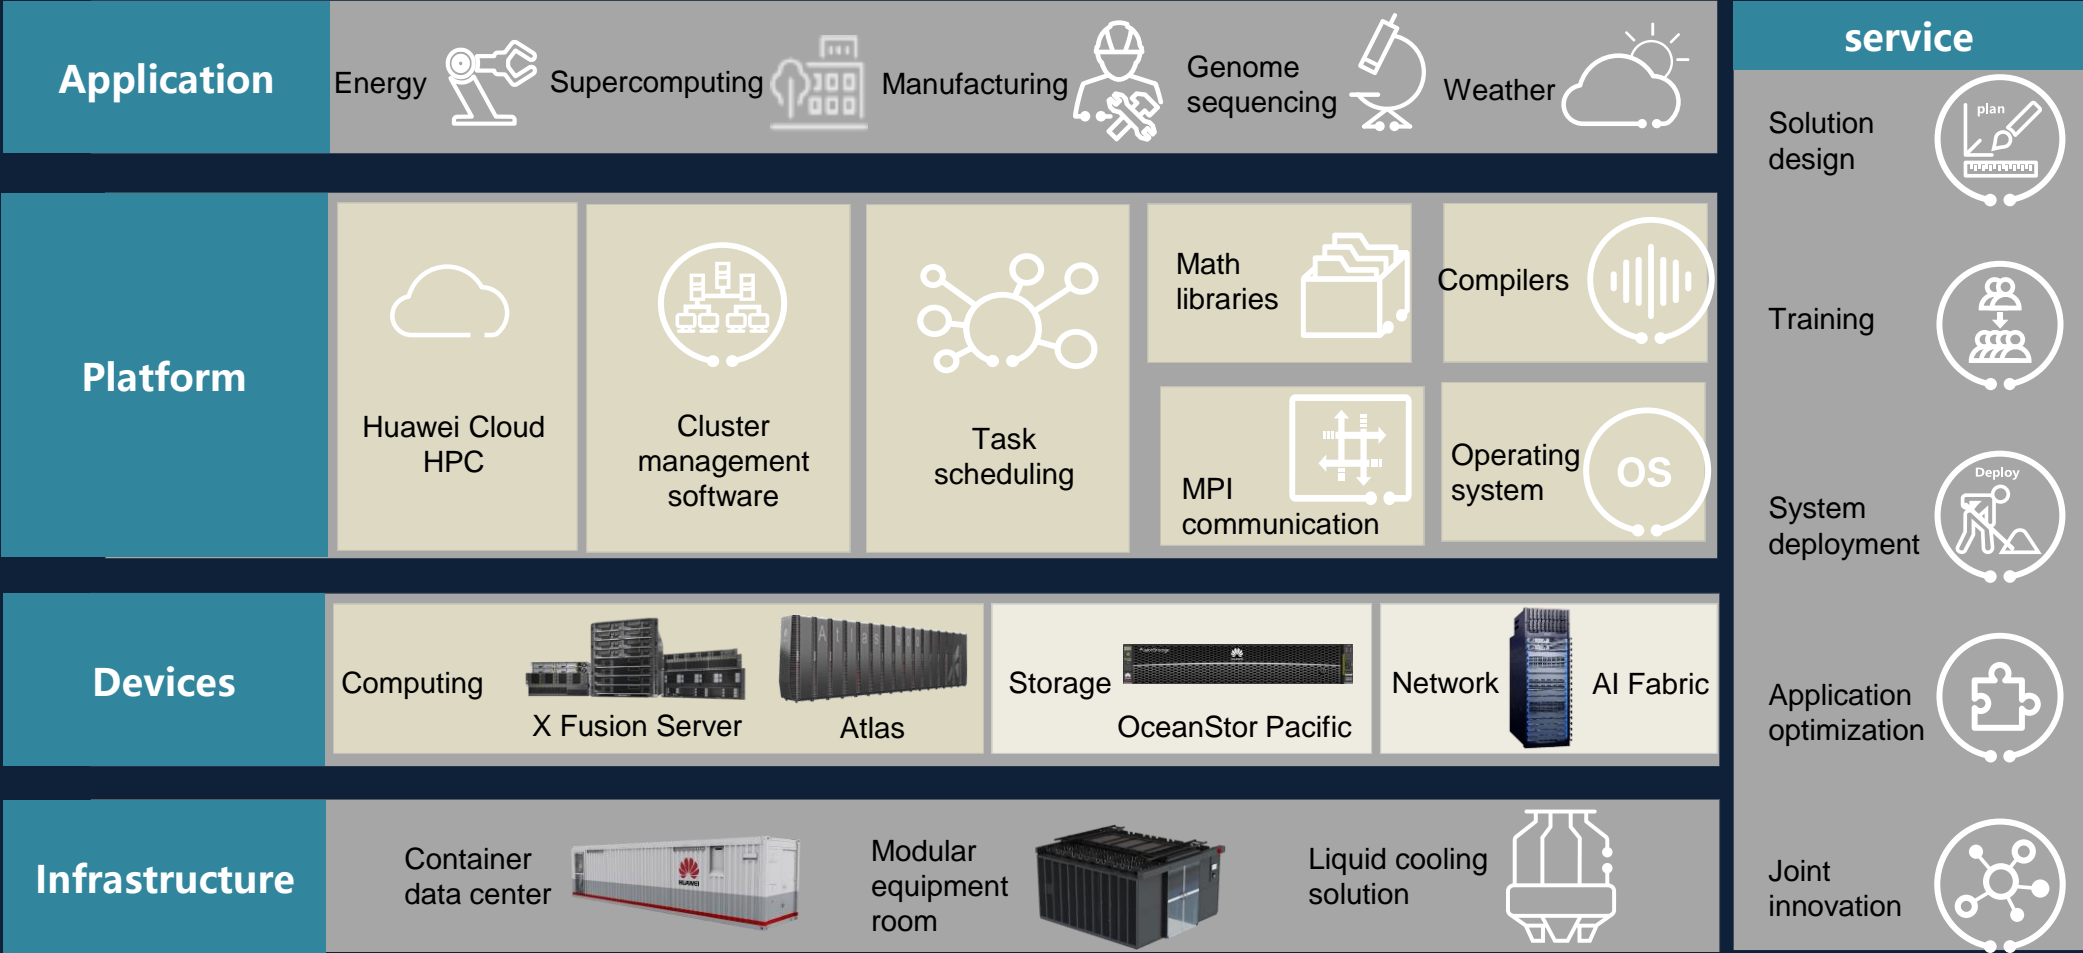 Application
Energy
Supercomputing
Manufacturing
Genome
sequencing
Weather
Platform
Huawei Cloud
HPC
Cluster
management
software
Task
scheduling
Math
libraries
Compilers
MPI
communication
Operating
system
OS
Devices
Computing
X Fusion Server
Atlas
Atlas
Storage
OceanStor Pacific
Network
AI Fabric
Infrastructure
Container
data center
HUAWEI
Modular
equipment
room
Liquid cooling
solution
service
Solution
design
plan
Training
System
deployment
Deploy
Application
optimization
Joint
innovation